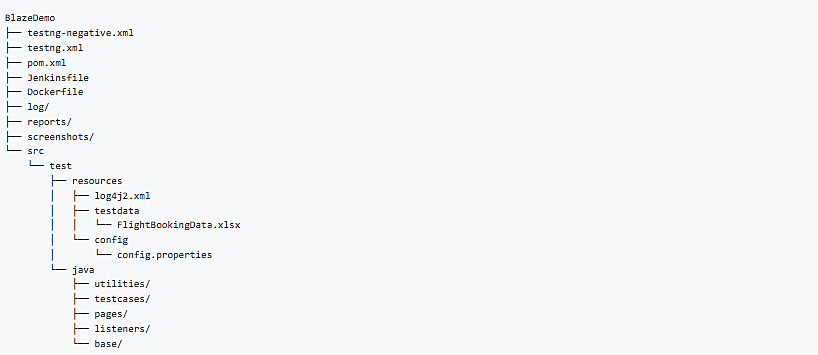 BlazeDemo
├── testng-negative.xml
├── testng.xml
├── pom.xml
├── Jenkinsfile
├── Dockerfile
├── log/
├── reports/
├── screenshots/
└── src
    └── test
        ├── resources
        │   ├── log4j2.xml
        │   ├── testdata
        │   │   └── FlightBookingData.xlsx
        │   └── config
        │       └── config.properties
        └── java
            ├── utilities/
            ├── testcases/
            ├── pages/
            ├── listeners/
            └── base/